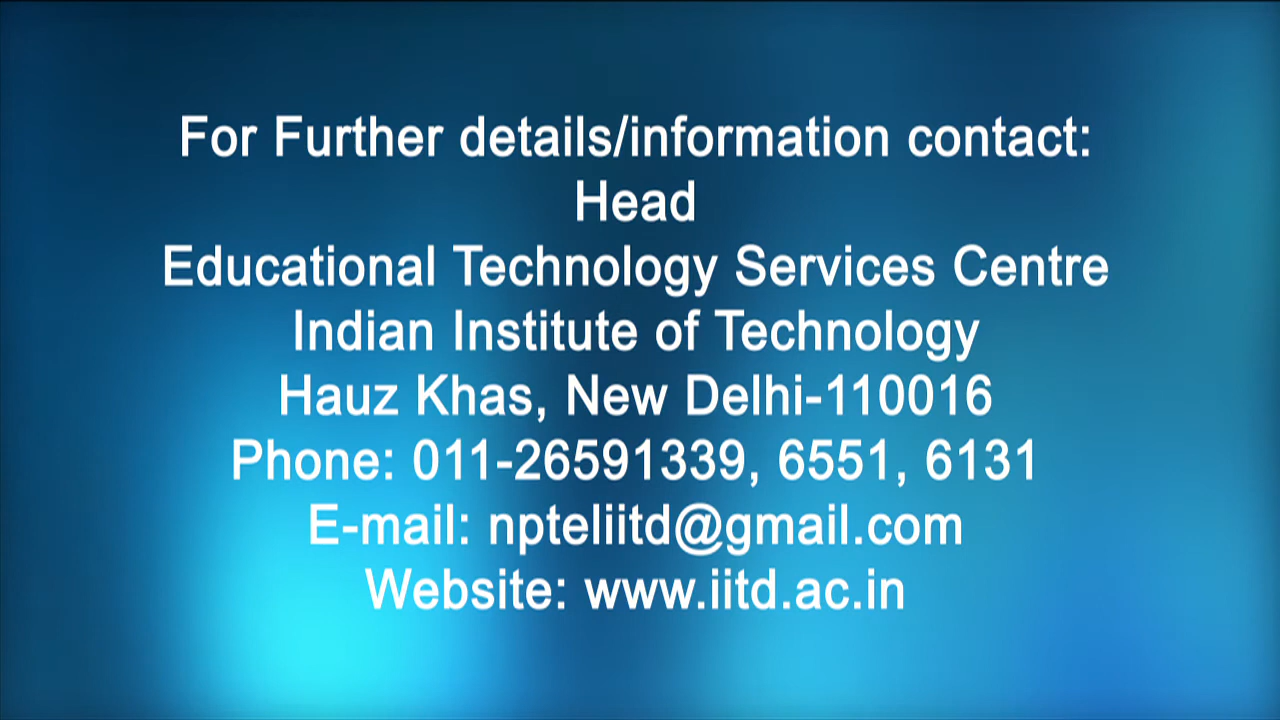 For Further details/information contact:
Head
Educational Technology Services Centre
Indian Institute of Technology
Hauz Khas, New Delhi-110016
Phone: 011-26591339, 6551, 6131
E-mail: npteliitd@gmail.com
Website: www.iitd.ac.in